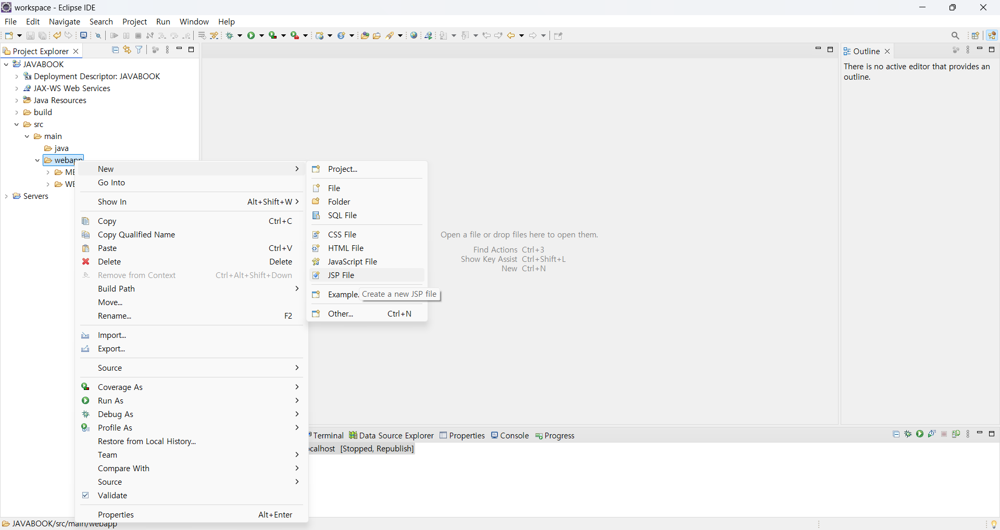 workspace - Eclipse IDE
File Edit Navigate Search Project Run Window Help
Project Explorer
JAVABOOK
Deployment Descriptor: JAVABOOK
JAX-WS Web Services
Java Resources
build
src
main
java
webapp
ME
WE
Servers
New
Go Into
Show In Alt+Shift+W
Copy Ctrl+C
Copy Qualified Name
Paste Ctrl+V
Delete Delete
Remove from Context Ctrl+Alt+Shift+Down
Build Path
Move...
Rename... F2
Import...
Export...
Source
Coverage As
Run As
Debug As
Profile As
Restore from Local History...
Team
Compare With
Source
Validate
Properties Alt+Enter
Project...
File
Folder
SQL File
CSS File
HTML File
JavaScript File
JSP File
Example.
Create a new JSP file
Other... Ctrl+N
Open a file or drop files here to open them.
Find Actions Ctrl+3
Show Key Assist Ctrl+Shift+L
New Ctrl+N
Outline
There is no active editor that provides an
outline.
Terminal Data Source Explorer Properties Console Progress
ocalhost [Stopped, Republish]
JAVABOOK/src/main/webapp